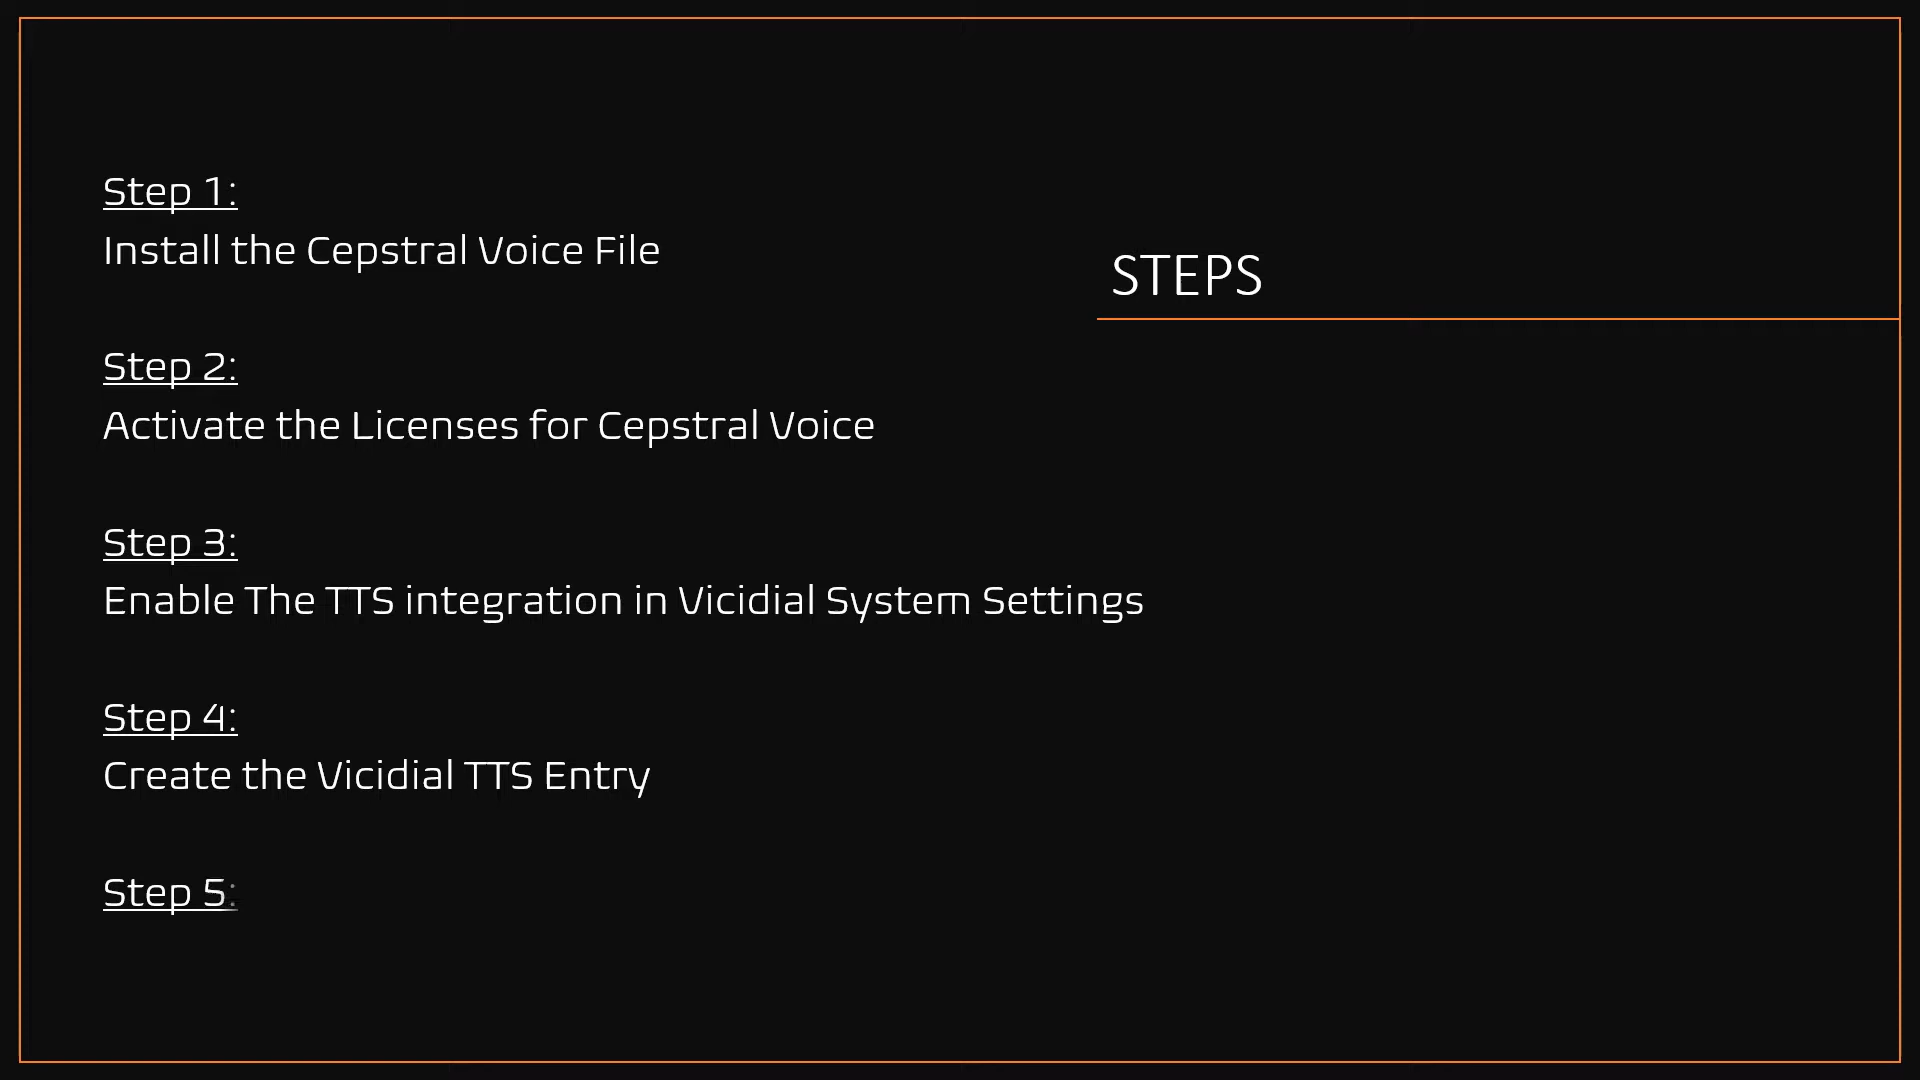 Step 1:
Install the Cepstral Voice File
STEPS
Step 2:
Activate the Licenses for Cepstral Voice
Step 3:
Enable The TTS integration in Vicidial System Settings
Step 4:
Create the Vicidial TTS Entry
Step 5: